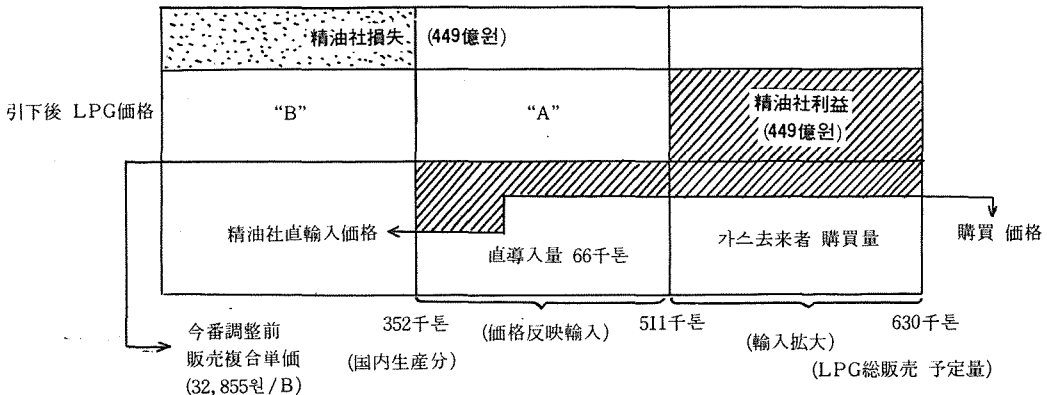 精油社損失 (449億원)
引下後 LPG価格
“B”
“A”
精油社利益
(449億원)
精油社直輸入価格
直導入量 66千톤
가스去来者 購買量
購買 価格
352千톤
511千톤
630千톤
今番調整前
販売複合単価
(32,855원/B)
(国内生産分)
(価格反映輸入)
(輸入拡大)
(LPG総販売 予定量)